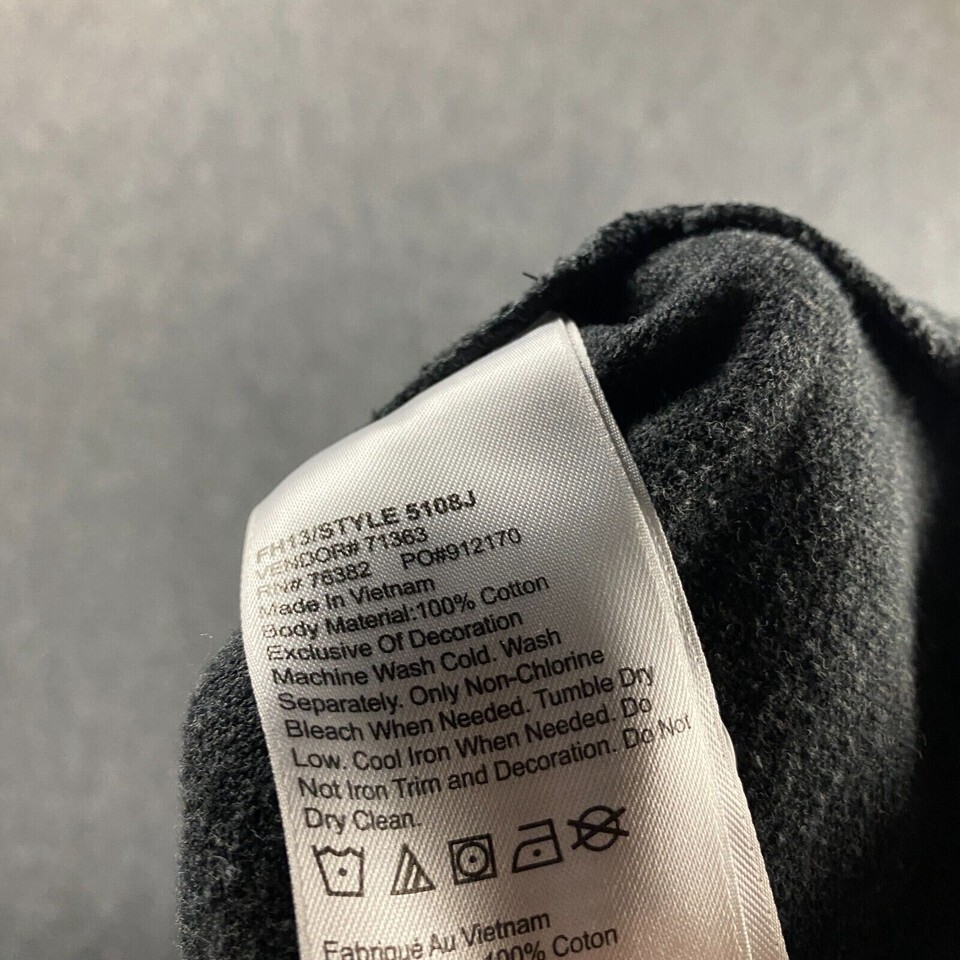 FH13/STYLE 5108J
VENDOR# 71363
RN# 76382 PO#912170
Made In Vietnam
Body Material:100% Cotton
Exclusive Of Decoration
Machine Wash Cold. Wash
Separately. Only Non-Chlorine
Bleach When Needed. Tumble Dry
Low. Cool Iron When Needed. Do
Not Iron Trim and Decoration. Do Not
Dry Clean.
Fabriqué Au Vietnam
100% Coton